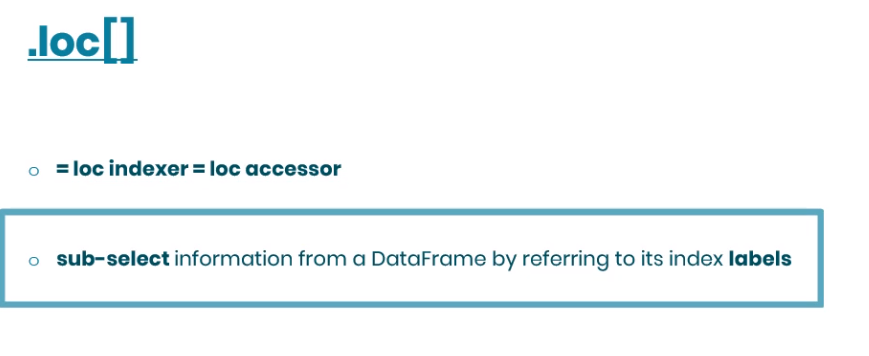 .loc[]
= loc indexer = loc accessor
sub-select information from a DataFrame by referring to its index labels